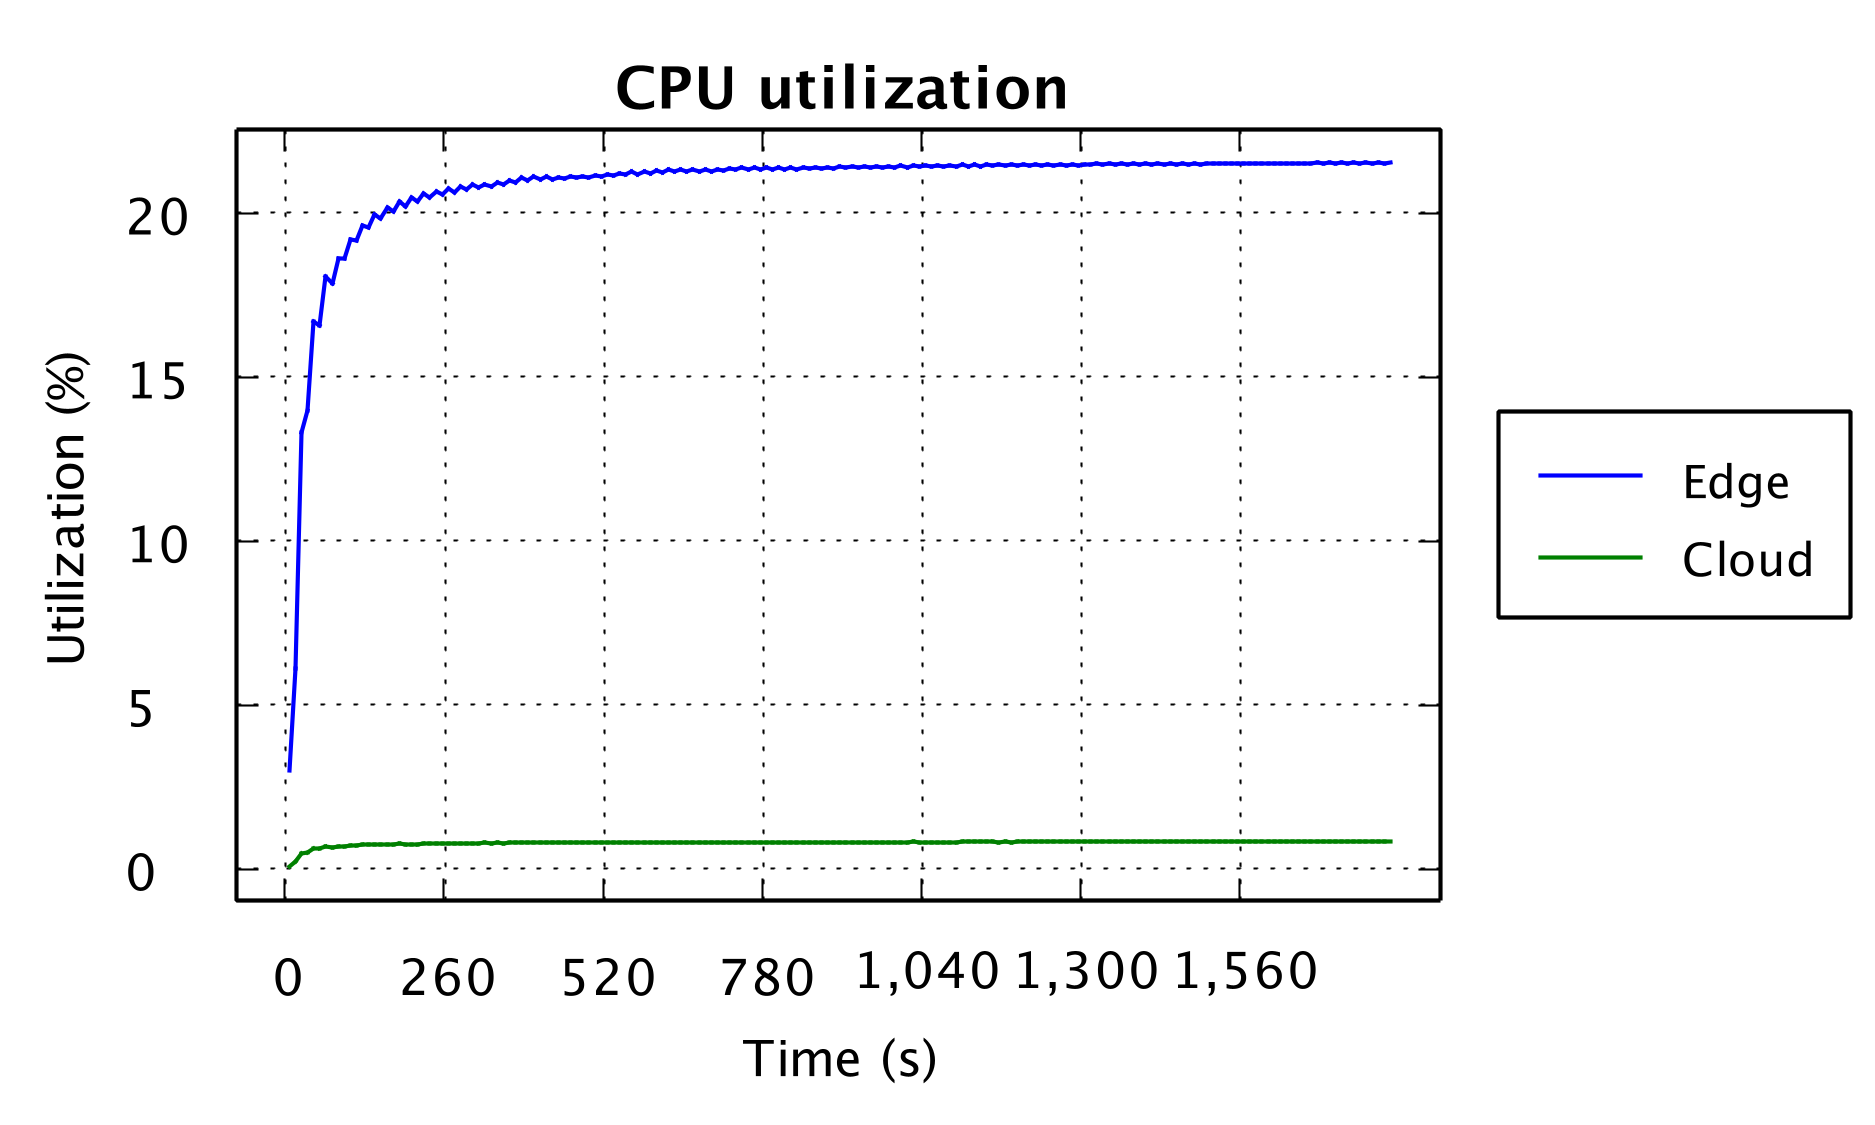 CPU utilization
Utilization (%)
20
15
10
5
0
0 260 520 780 1,040 1,300 1,560
Time (s)
Edge
Cloud